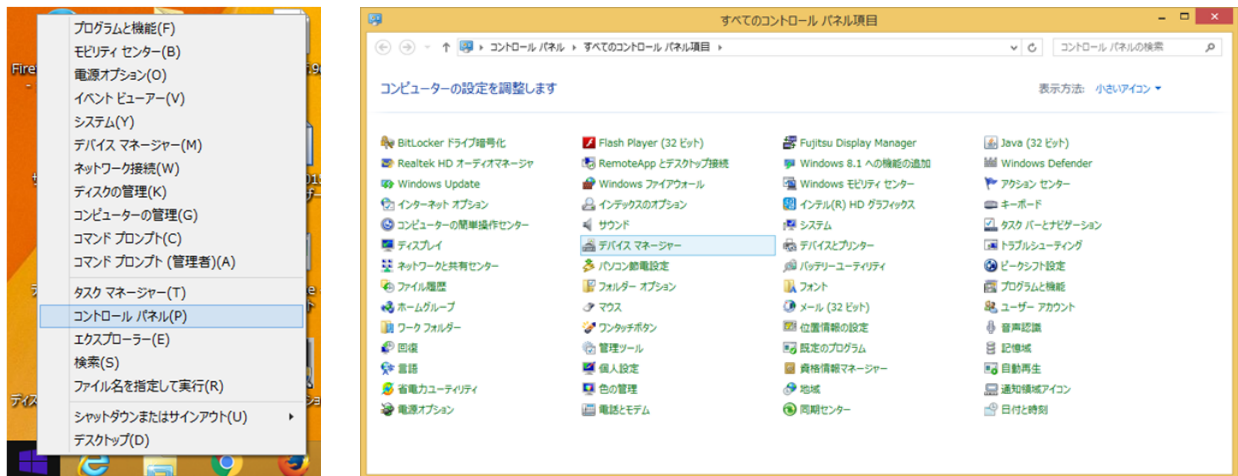 プログラムと機能(F)
モビリティ センター(B)
電源オプション(O)
イベント ビューアー(V)
システム(Y)
デバイス マネージャー(M)
ネットワーク接続(W)
ディスクの管理(K)
コンピューターの管理(G)
コマンド プロンプト(C)
コマンド プロンプト (管理者)(A)
タスク マネージャー(T)
コントロール パネル(P)
エクスプローラー(E)
検索(S)
ファイル名を指定して実行(R)
シャットダウンまたはサインアウト(U)
デスクトップ(D)
すべてのコントロール パネル項目
コントロール パネル すべてのコントロール パネル項目 コントロール パネルの検索
コンピューターの設定を調整します 表示方法: 小さいアイコン
BitLocker ドライブ暗号化 Flash Player (32 ビット) Fujitsu Display Manager Java (32 ビット)
Realtek HD オーディオマネージャ RemoteApp とデスクトップ接続 Windows 8.1 への機能の追加 Windows Defender
Windows Update Windows ファイアウォール Windows モビリティ センター アクション センター
インターネット オプション インデックスのオプション インテル(R) HD グラフィックス キーボード
コンピューターの簡単操作センター サウンド システム タスク バーとナビゲーション
ディスプレイ デバイス マネージャー デバイスとプリンター トラブルシューティング
ネットワークと共有センター パソコン節電設定 バッテリーユーティリティ ピークシフト設定
ファイル履歴 フォルダー オプション フォント プログラムと機能
ホームグループ マウス メール (32 ビット) ユーザー アカウント
ワーク フォルダー ワンタッチボタン 位置情報の設定 音声認識
回復 管理ツール 既定のプログラム 記憶域
言語 個人設定 資格情報マネージャー 自動再生
省電力ユーティリティ 色の管理 地域 通知領域アイコン
電源オプション 電話とモデム 同期センター 日付と時刻